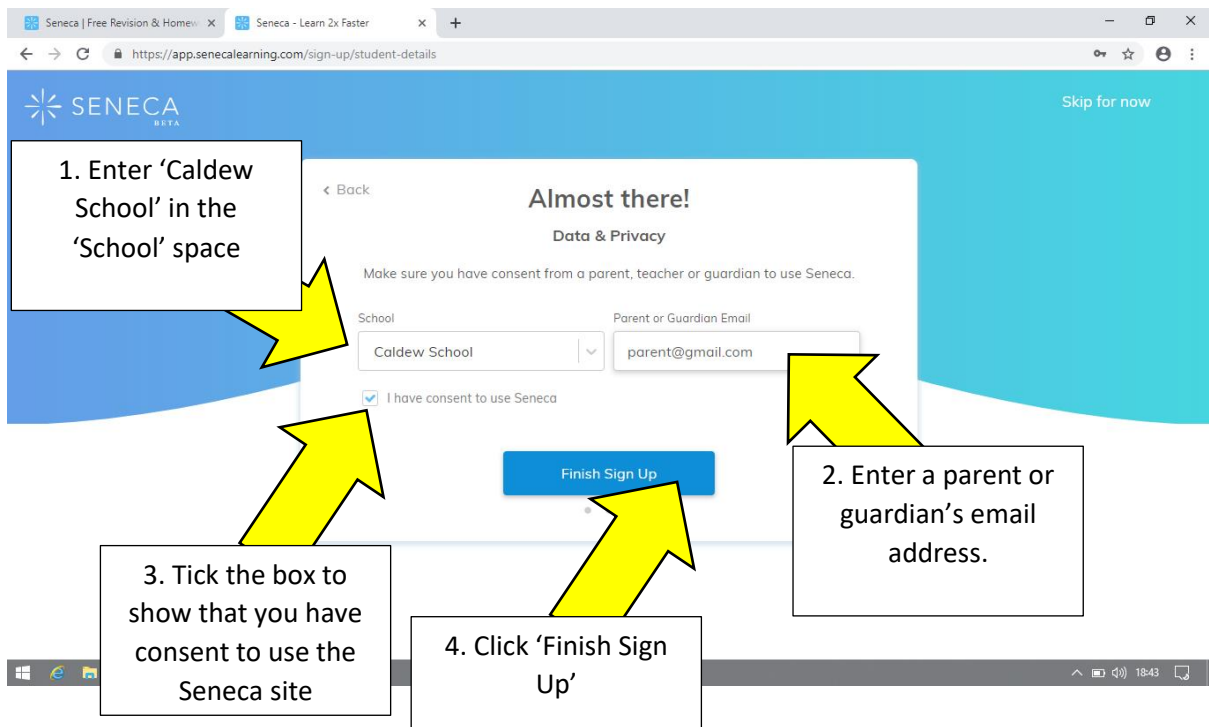 Seneca | Free Revision & Homew
Seneca - Learn 2x Faster
https://app.senecalearning.com/sign-up/student-details
SENECA
BETA
Skip for now
1. Enter ‘Caldew
School’ in the
‘School’ space
Back
Almost there!
Data & Privacy
Make sure you have consent from a parent, teacher or guardian to use Seneca.
School
Parent or Guardian Email
Caldew School
parent@gmail.com
I have consent to use Seneca
Finish Sign Up
2. Enter a parent or
guardian’s email
address.
3. Tick the box to
show that you have
consent to use the
Seneca site
4. Click ‘Finish Sign
Up’
18:43